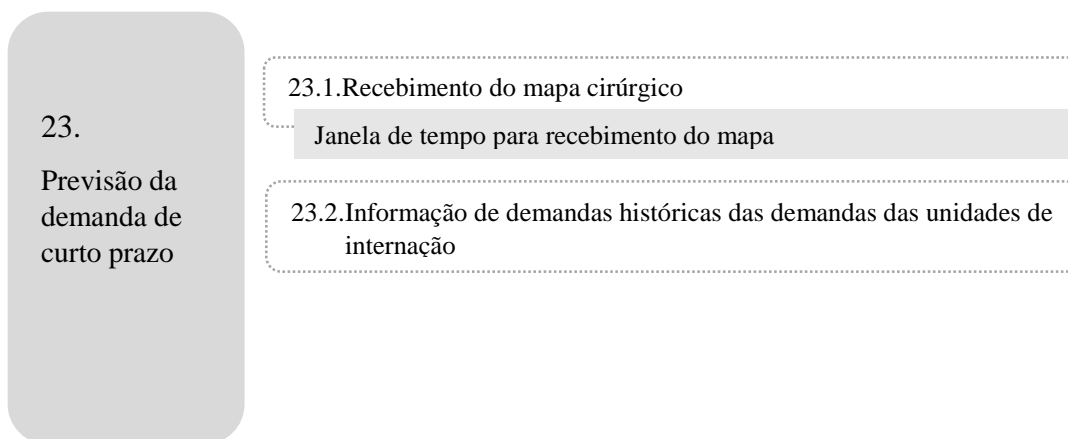 23.
Previsão da
demanda de
curto prazo
23.1.Recebimento do mapa cirúrgico
Janela de tempo para recebimento do mapa
23.2.Informação de demandas históricas das demandas das unidades de
internação